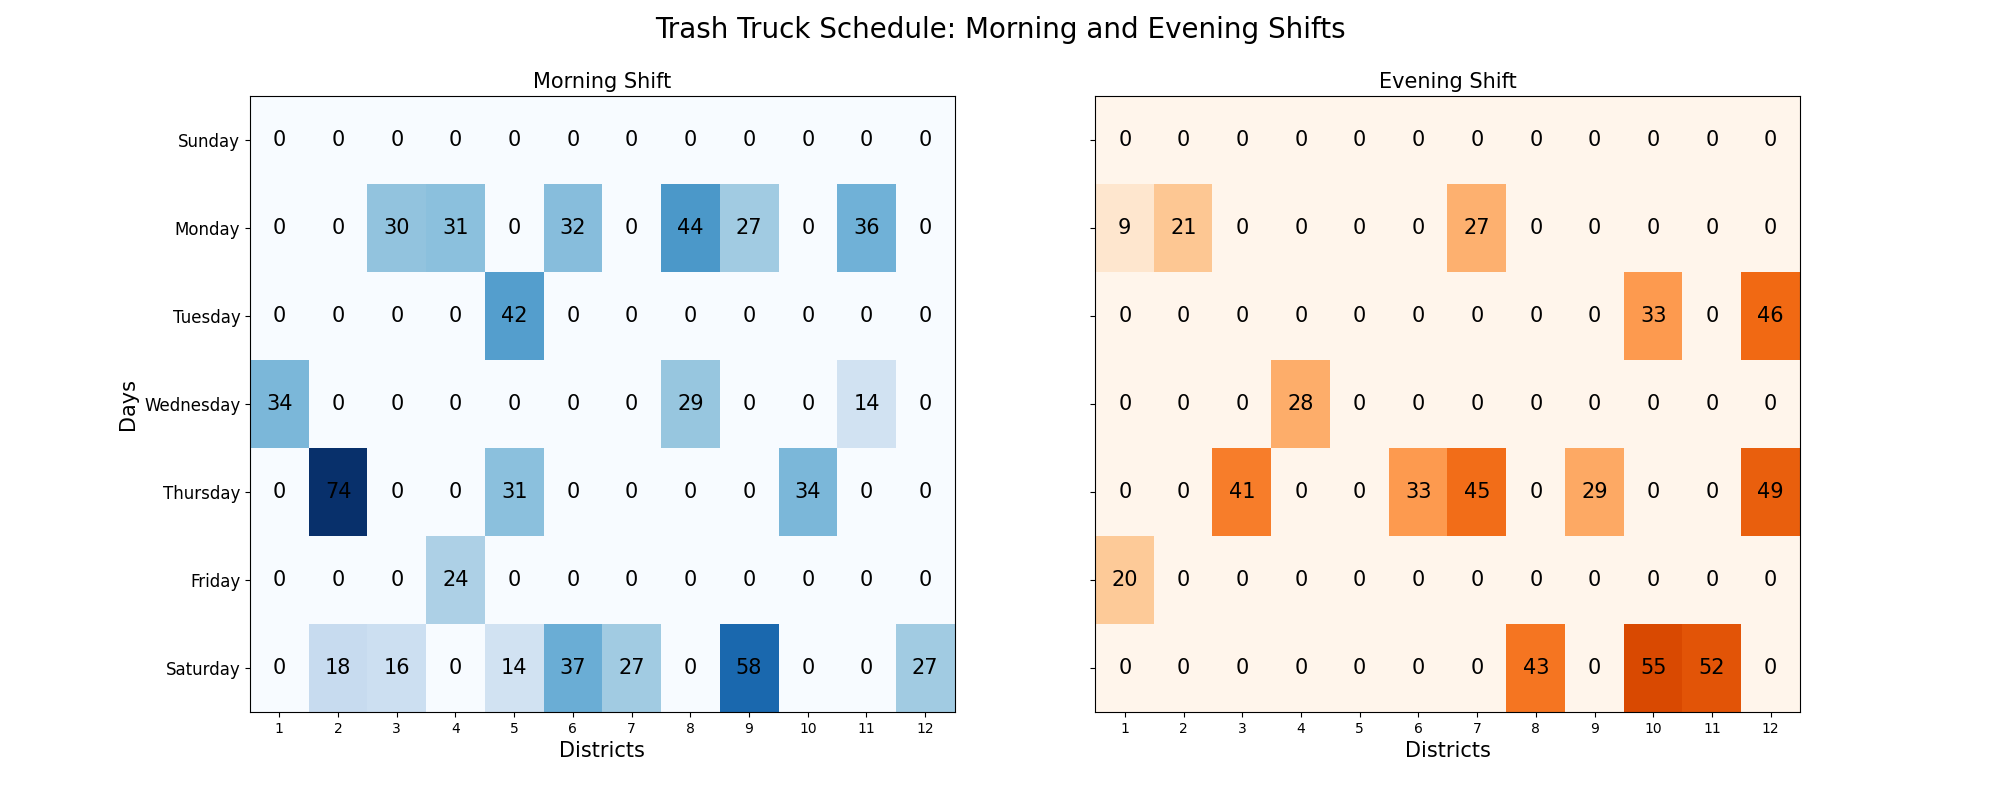 Trash Truck Schedule: Morning and Evening Shifts
Morning Shift
Sunday 0 0 0 0 0 0 0 0 0 0 0 0
Monday 0 0 30 31 0 32 0 44 27 0 36 0
Tuesday 0 0 0 0 42 0 0 0 0 0 0 0
Wednesday 34 0 0 0 0 0 0 29 0 0 14 0
Thursday 0 74 0 0 31 0 0 0 0 34 0 0
Friday 0 0 0 24 0 0 0 0 0 0 0 0
Saturday 0 18 16 0 14 37 27 0 58 0 0 27
1 2 3 4 5 6 7 8 9 10 11 12
Districts
Days
Evening Shift
0 0 0 0 0 0 0 0 0 0 0 0
9 21 0 0 0 0 27 0 0 0 0 0
0 0 0 0 0 0 0 0 0 33 0 46
0 0 0 28 0 0 0 0 0 0 0 0
0 0 41 0 0 33 45 0 29 0 0 49
20 0 0 0 0 0 0 0 0 0 0 0
0 0 0 0 0 0 0 43 0 55 52 0
1 2 3 4 5 6 7 8 9 10 11 12
Districts